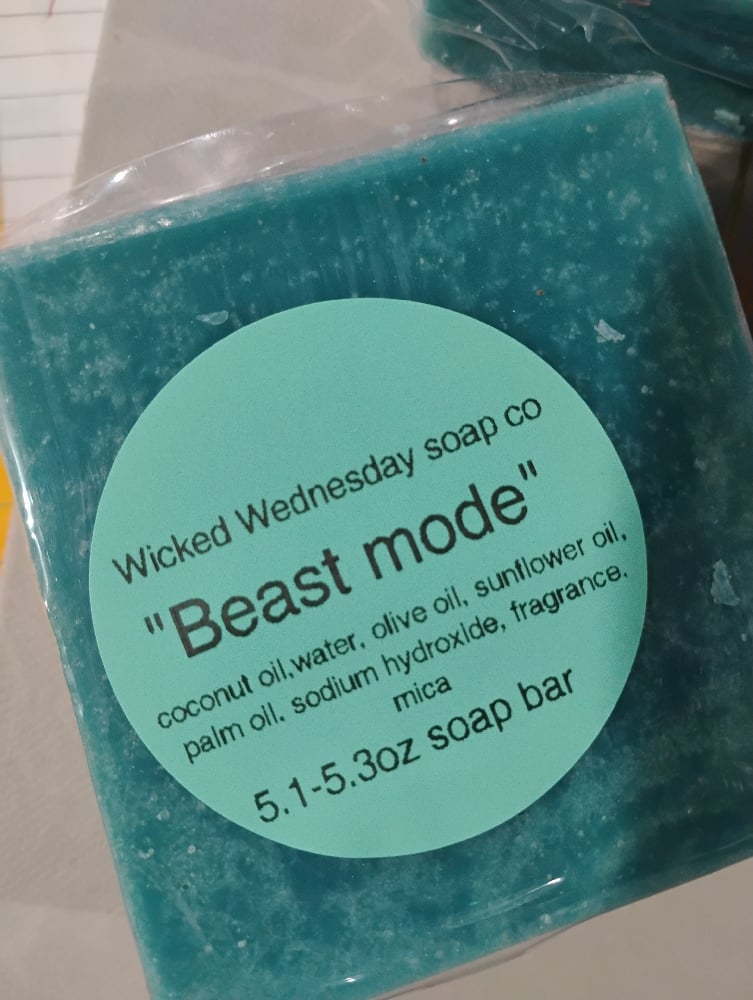 Wicked Wednesday soap co
"Beast mode"
coconut oil,water, olive oil, sunflower oil,
palm oil, sodium hydroxide, fragrance,
mica
5.1-5.3oz soap bar